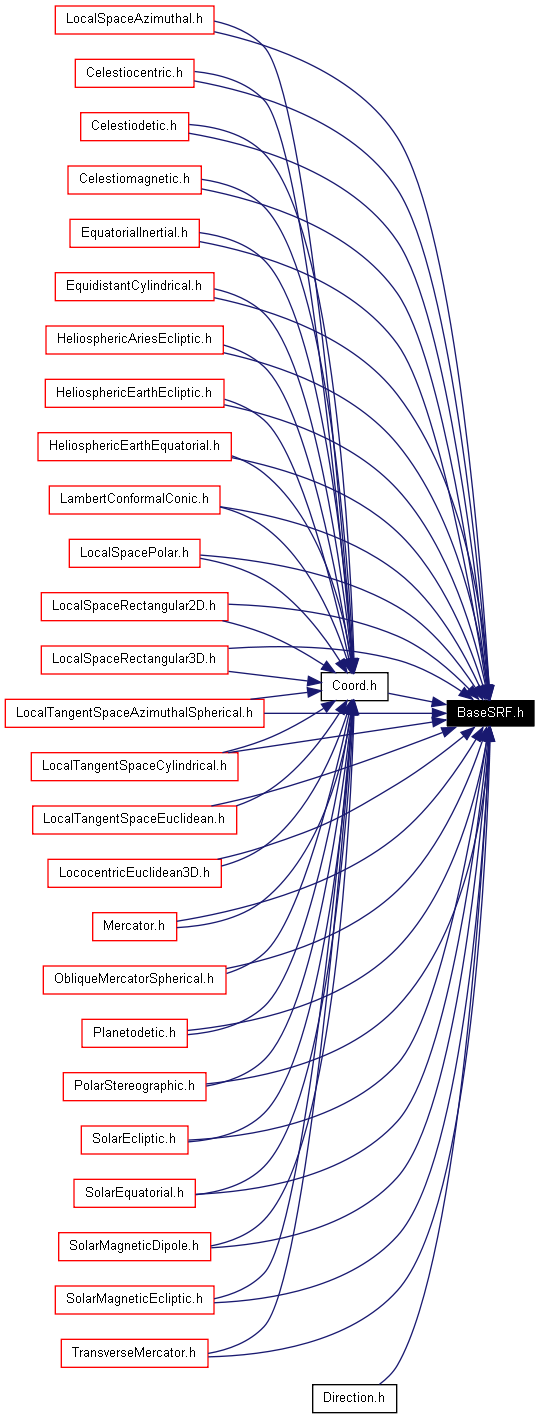 LocalSpaceAzimuthal.h
Celestiocentric.h
Celestiodetic.h
Celestiomagnetic.h
EquatorialInertial.h
EquidistantCylindrical.h
HeliosphericAriesEcliptic.h
HeliosphericEarthEcliptic.h
HeliosphericEarthEquatorial.h
LambertConformalConic.h
LocalSpacePolar.h
LocalSpaceRectangular2D.h
LocalSpaceRectangular3D.h
Coord.h
LocalTangentSpaceAzimuthalSpherical.h
BaseSRF.h
LocalTangentSpaceCylindrical.h
LocalTangentSpaceEuclidean.h
LococentricEuclidean3D.h
Mercator.h
ObliqueMercatorSpherical.h
Planetodetic.h
PolarStereographic.h
SolarEcliptic.h
SolarEquatorial.h
SolarMagneticDipole.h
SolarMagneticEcliptic.h
TransverseMercator.h
Direction.h